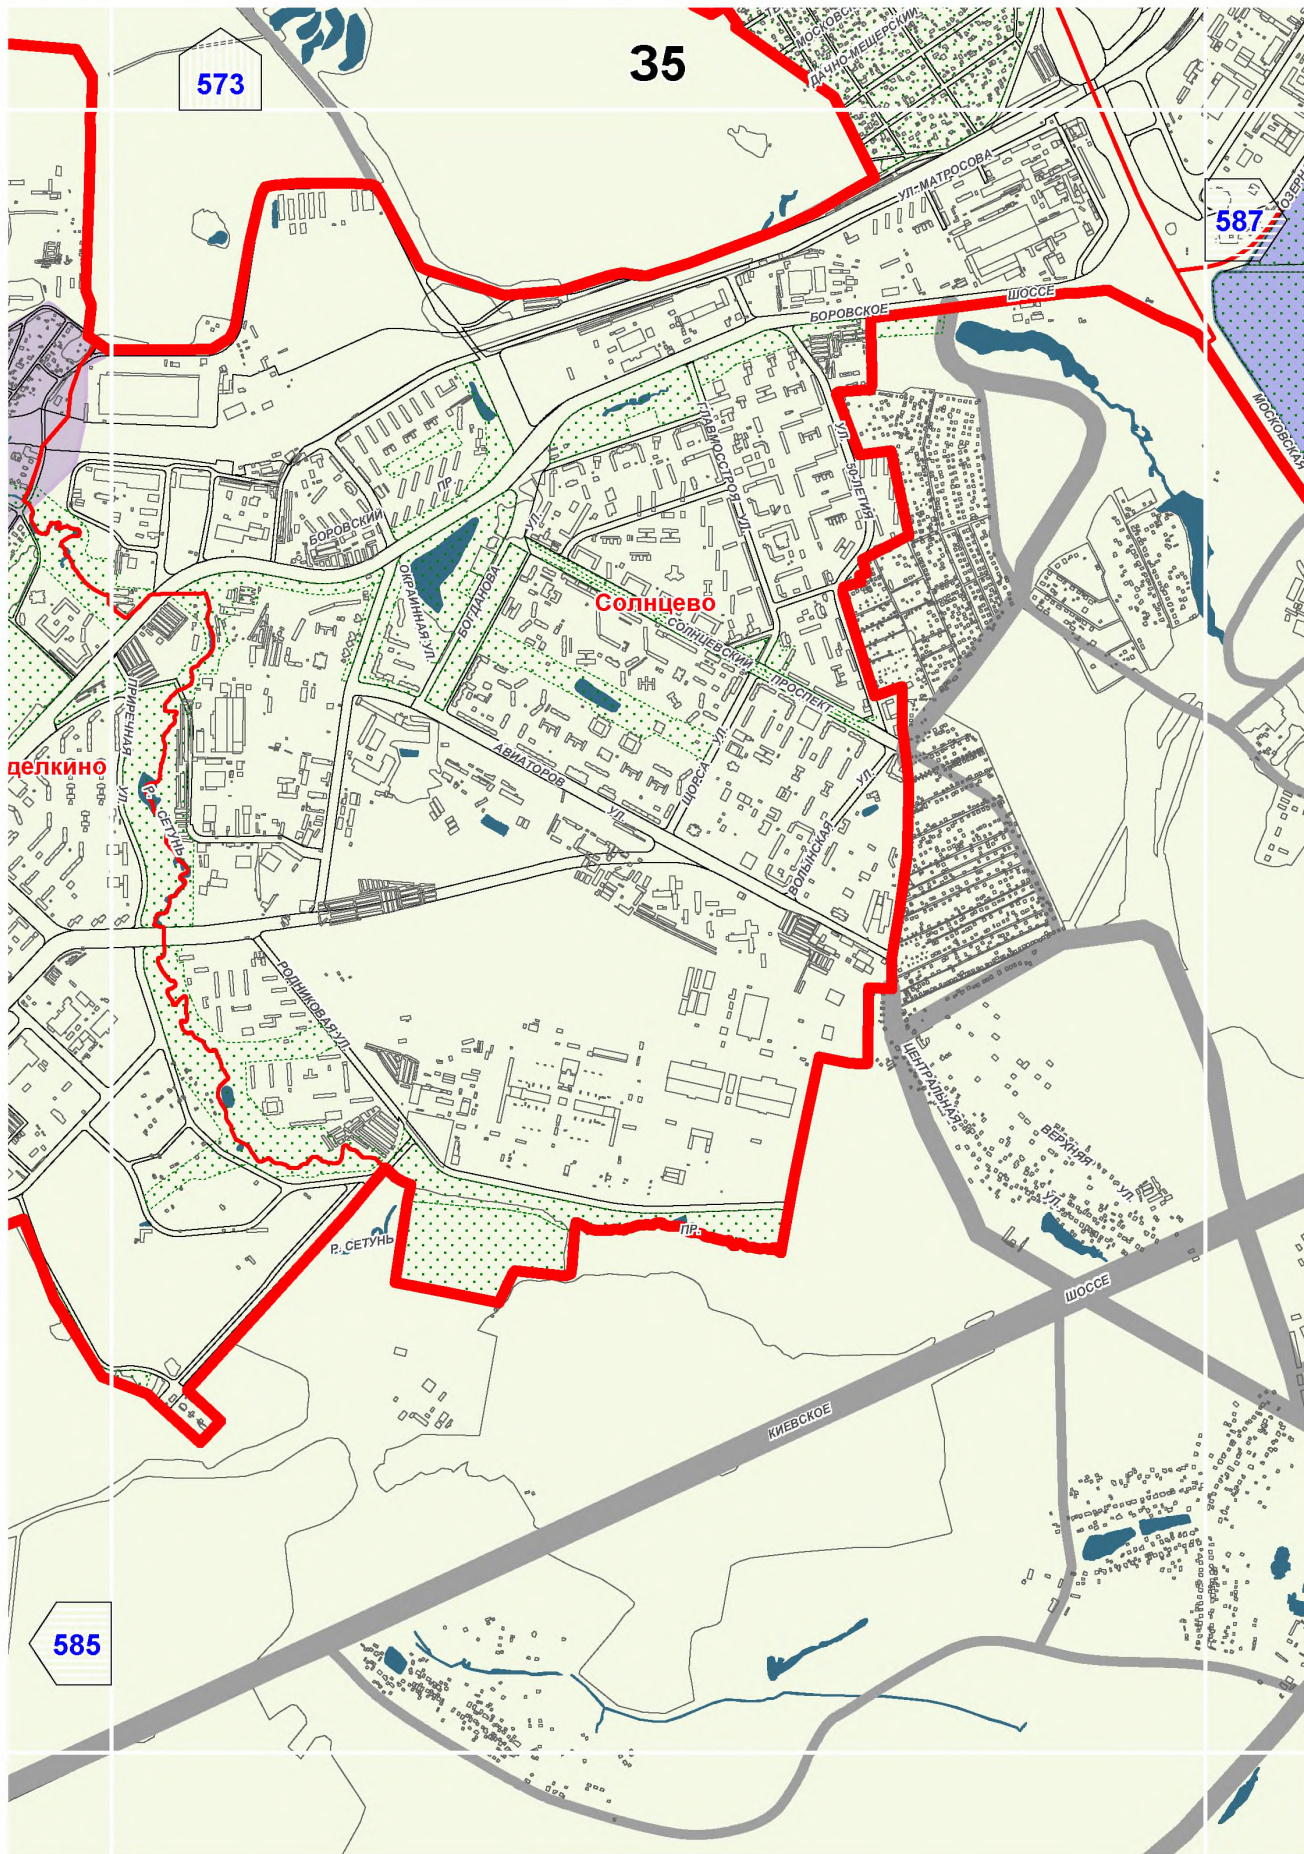 35
573
МОСКОВС
ДАЧНО-МЕЩЕРСКИЙ
УЛ. МАТРОСОВА
587
ОЗЕРН
БОРОВСКОЕ
ШОССЕ
МОСКОВСКАЯ
ГЛАВМОССТРОЯ УЛ.
УЛ. 50-ЛЕТИЯ
БОРОВСКИЙ
ПР.
УЛ.
БОГДАНОВА
ОКРАИННАЯ УЛ.
Солнцево
СОЛНЦЕВСКИЙ
ПРОСПЕКТ
ПРИРЕЧНАЯ
УЛ.
делкино
Р. СЕТУНЬ
АВИАТОРОВ
УЛ.
ЩОРСА УЛ.
ВОЛЫНСКАЯ
УЛ.
РОДНИКОВАЯ УЛ.
ЦЕНТРАЛЬНАЯ
УЛ.
ВЕРХНЯЯ
УЛ.
Р. СЕТУНЬ
ПР.
ШОССЕ
КИЕВСКОЕ
585